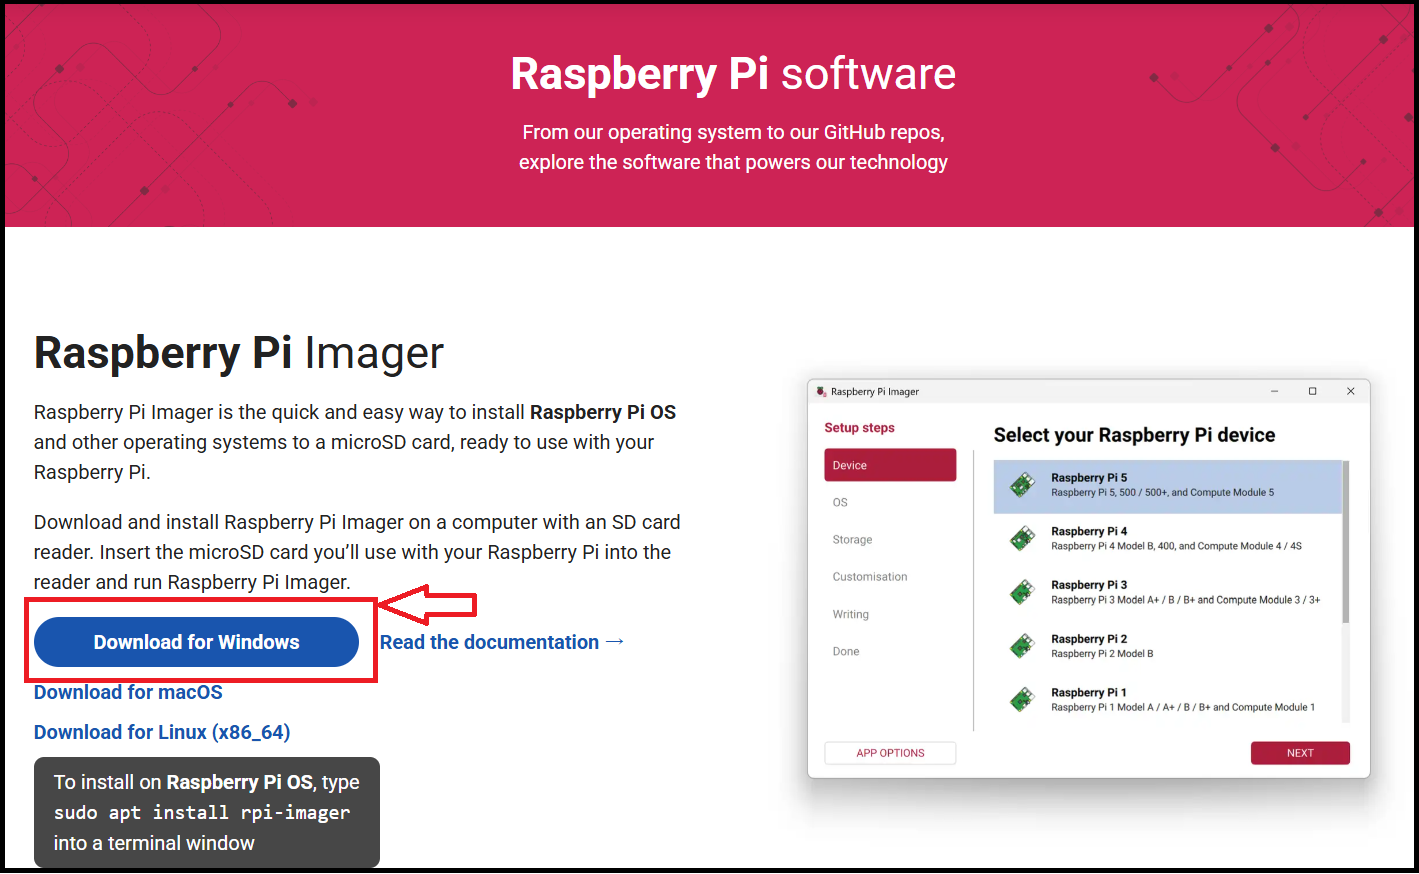 Raspberry Pi software
From our operating system to our GitHub repos,
explore the software that powers our technology
Raspberry Pi Imager
Raspberry Pi Imager is the quick and easy way to install Raspberry Pi OS
and other operating systems to a microSD card, ready to use with your
Raspberry Pi.
Download and install Raspberry Pi Imager on a computer with an SD card
reader. Insert the microSD card you’ll use with your Raspberry Pi into the
reader and run Raspberry Pi Imager.
Download for Windows
Read the documentation →
Download for macOS
Download for Linux (x86_64)
To install on Raspberry Pi OS, type
sudo apt install rpi-imager
into a terminal window
Raspberry Pi Imager
Setup steps
Device
OS
Storage
Customisation
Writing
Done
APP OPTIONS
Select your Raspberry Pi device
Raspberry Pi 5
Raspberry Pi 5, 500 / 500+, and Compute Module 5
Raspberry Pi 4
Raspberry Pi 4 Model B, 400, and Compute Module 4 / 4S
Raspberry Pi 3
Raspberry Pi 3 Model A+ / B / B+ and Compute Module 3 / 3+
Raspberry Pi 2
Raspberry Pi 2 Model B
Raspberry Pi 1
Raspberry Pi 1 Model A / A+ / B / B+ and Compute Module 1
NEXT